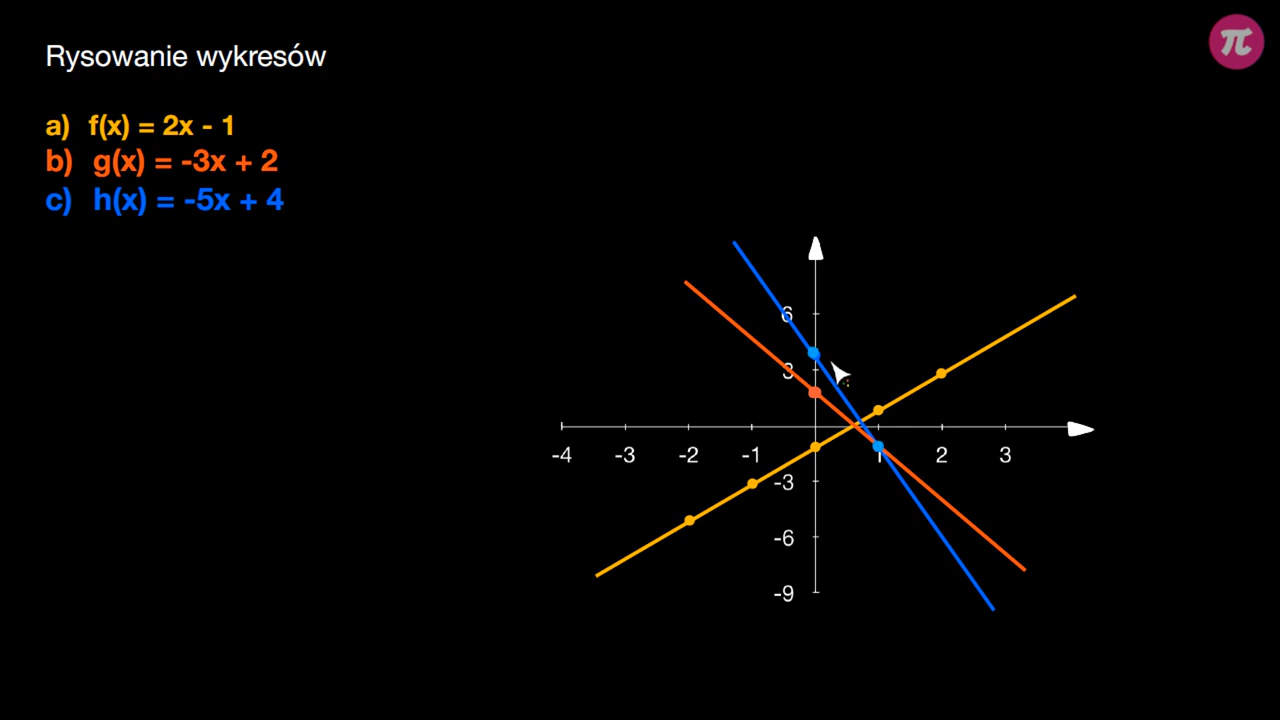 Rysowanie wykresów
π
a) f(x) = 2x - 1
b) g(x) = -3x + 2
c) h(x) = -5x + 4
6
3
-4 -3 -2 -1 1 2 3
-3
-6
-9